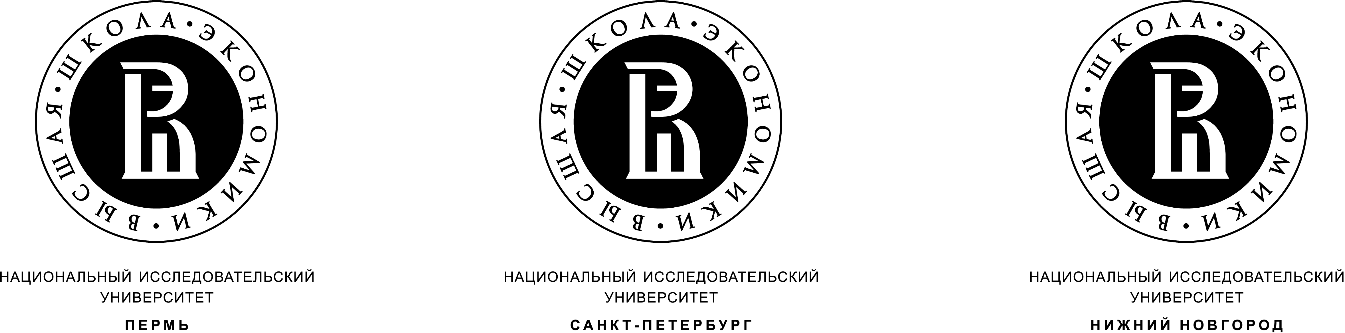 ВЫСШАЯ · ШКОЛА · ЭКОНОМИКИ ·
НАЦИОНАЛЬНЫЙ ИССЛЕДОВАТЕЛЬСКИЙ
УНИВЕРСИТЕТ
ПЕРМЬ
ВЫСШАЯ · ШКОЛА · ЭКОНОМИКИ ·
НАЦИОНАЛЬНЫЙ ИССЛЕДОВАТЕЛЬСКИЙ
УНИВЕРСИТЕТ
САНКТ-ПЕТЕРБУРГ
ВЫСШАЯ · ШКОЛА · ЭКОНОМИКИ ·
НАЦИОНАЛЬНЫЙ ИССЛЕДОВАТЕЛЬСКИЙ
УНИВЕРСИТЕТ
НИЖНИЙ НОВГОРОД